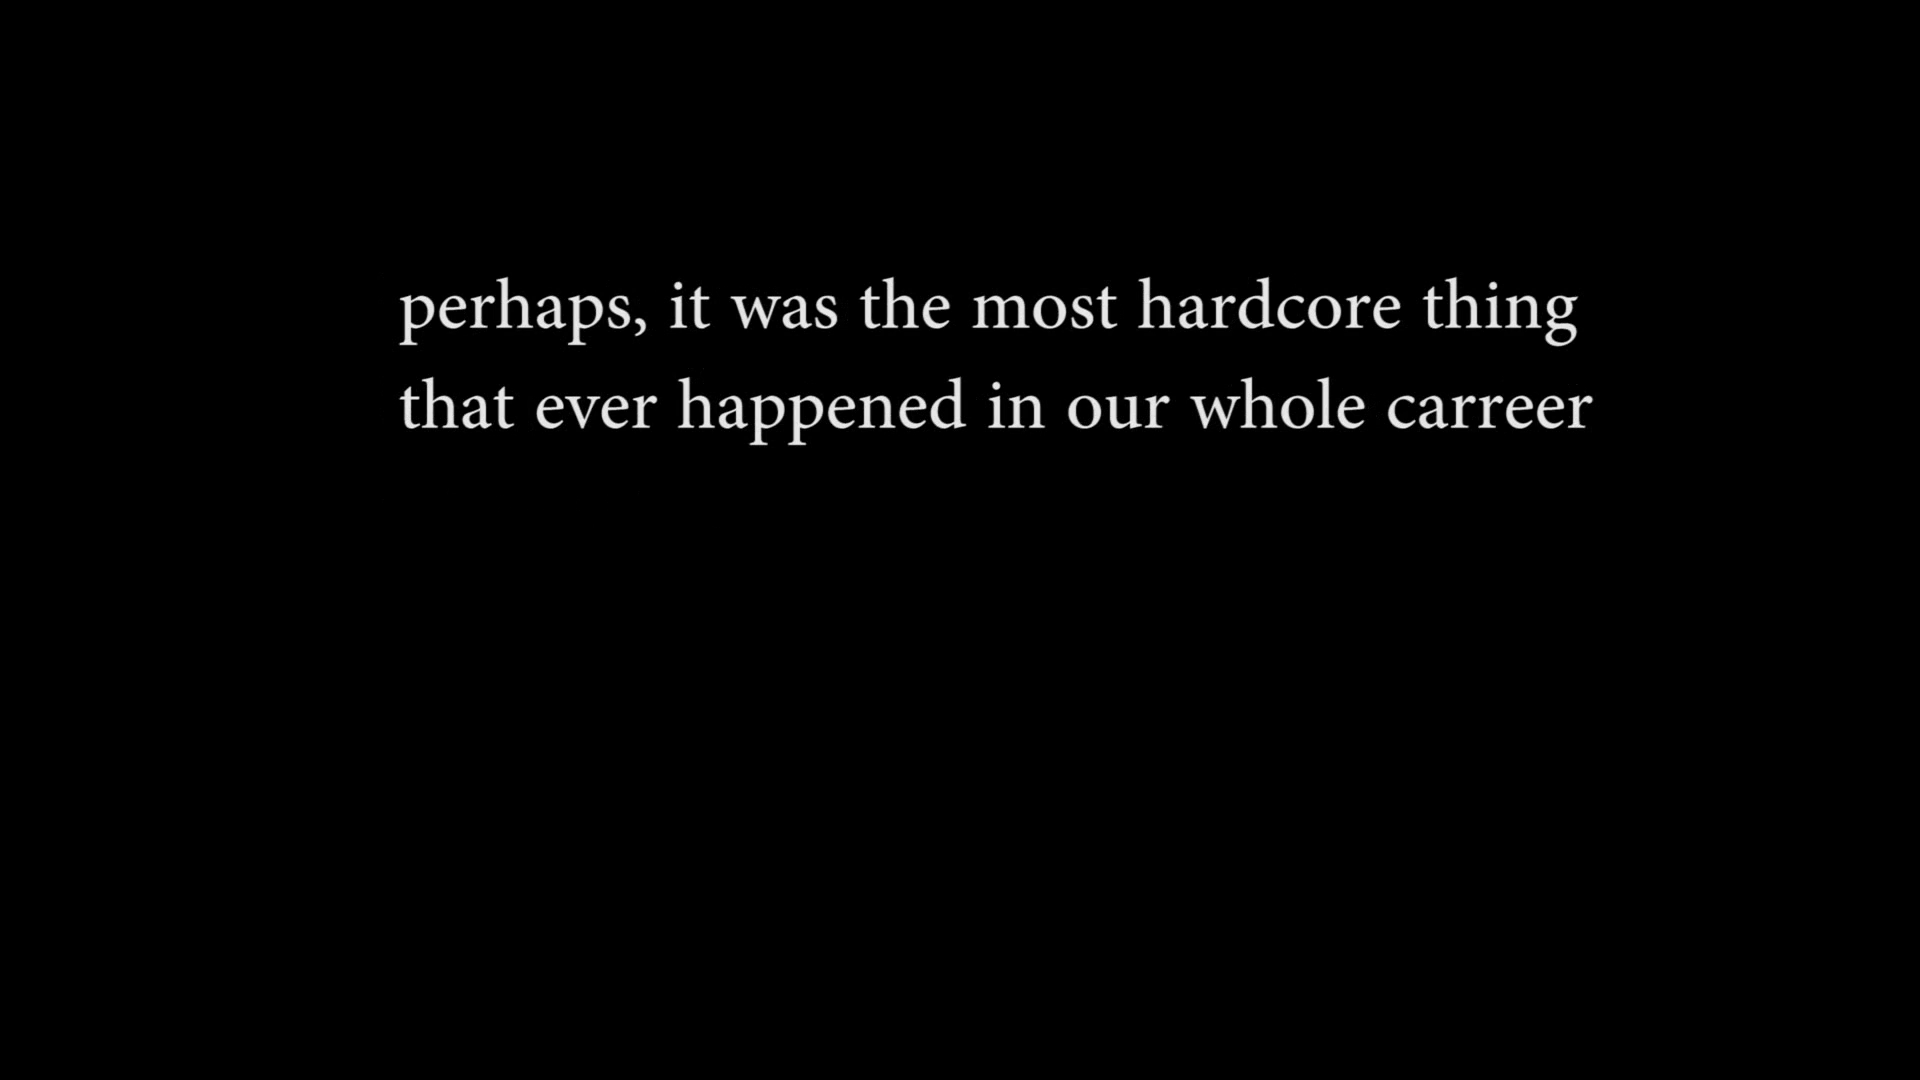 perhaps, it was the most hardcore thing
that ever happened in our whole carreer